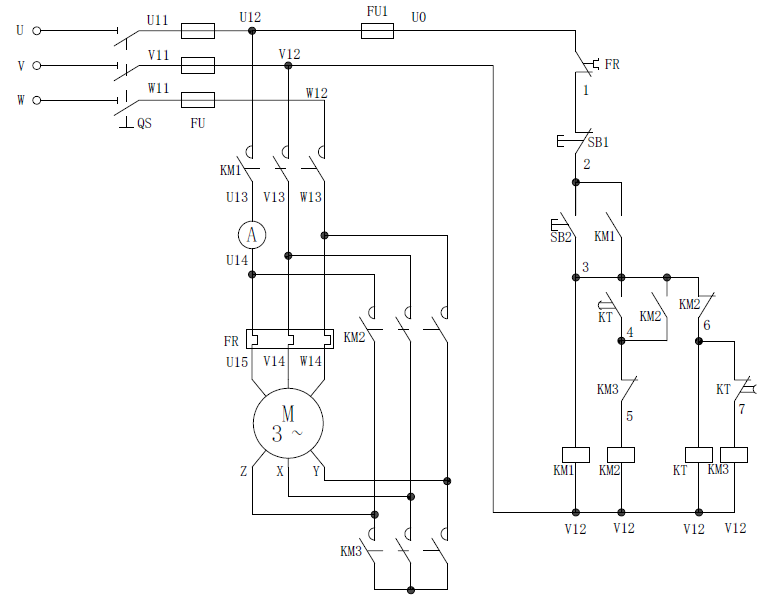 U U11 U12 FU1 U0
V V11 V12 FR
W W11 W12 1
QS FU SB1
2
KM1
U13 V13 W13
A SB2 KM1
U14 3
KT KM2 KM2
4 6
FR KM2
U15 V14 W14
M KM3 KT
3 ~ 5 7
Z X Y KM1 KM2 KT KM3
V12 V12 V12 V12
KM3